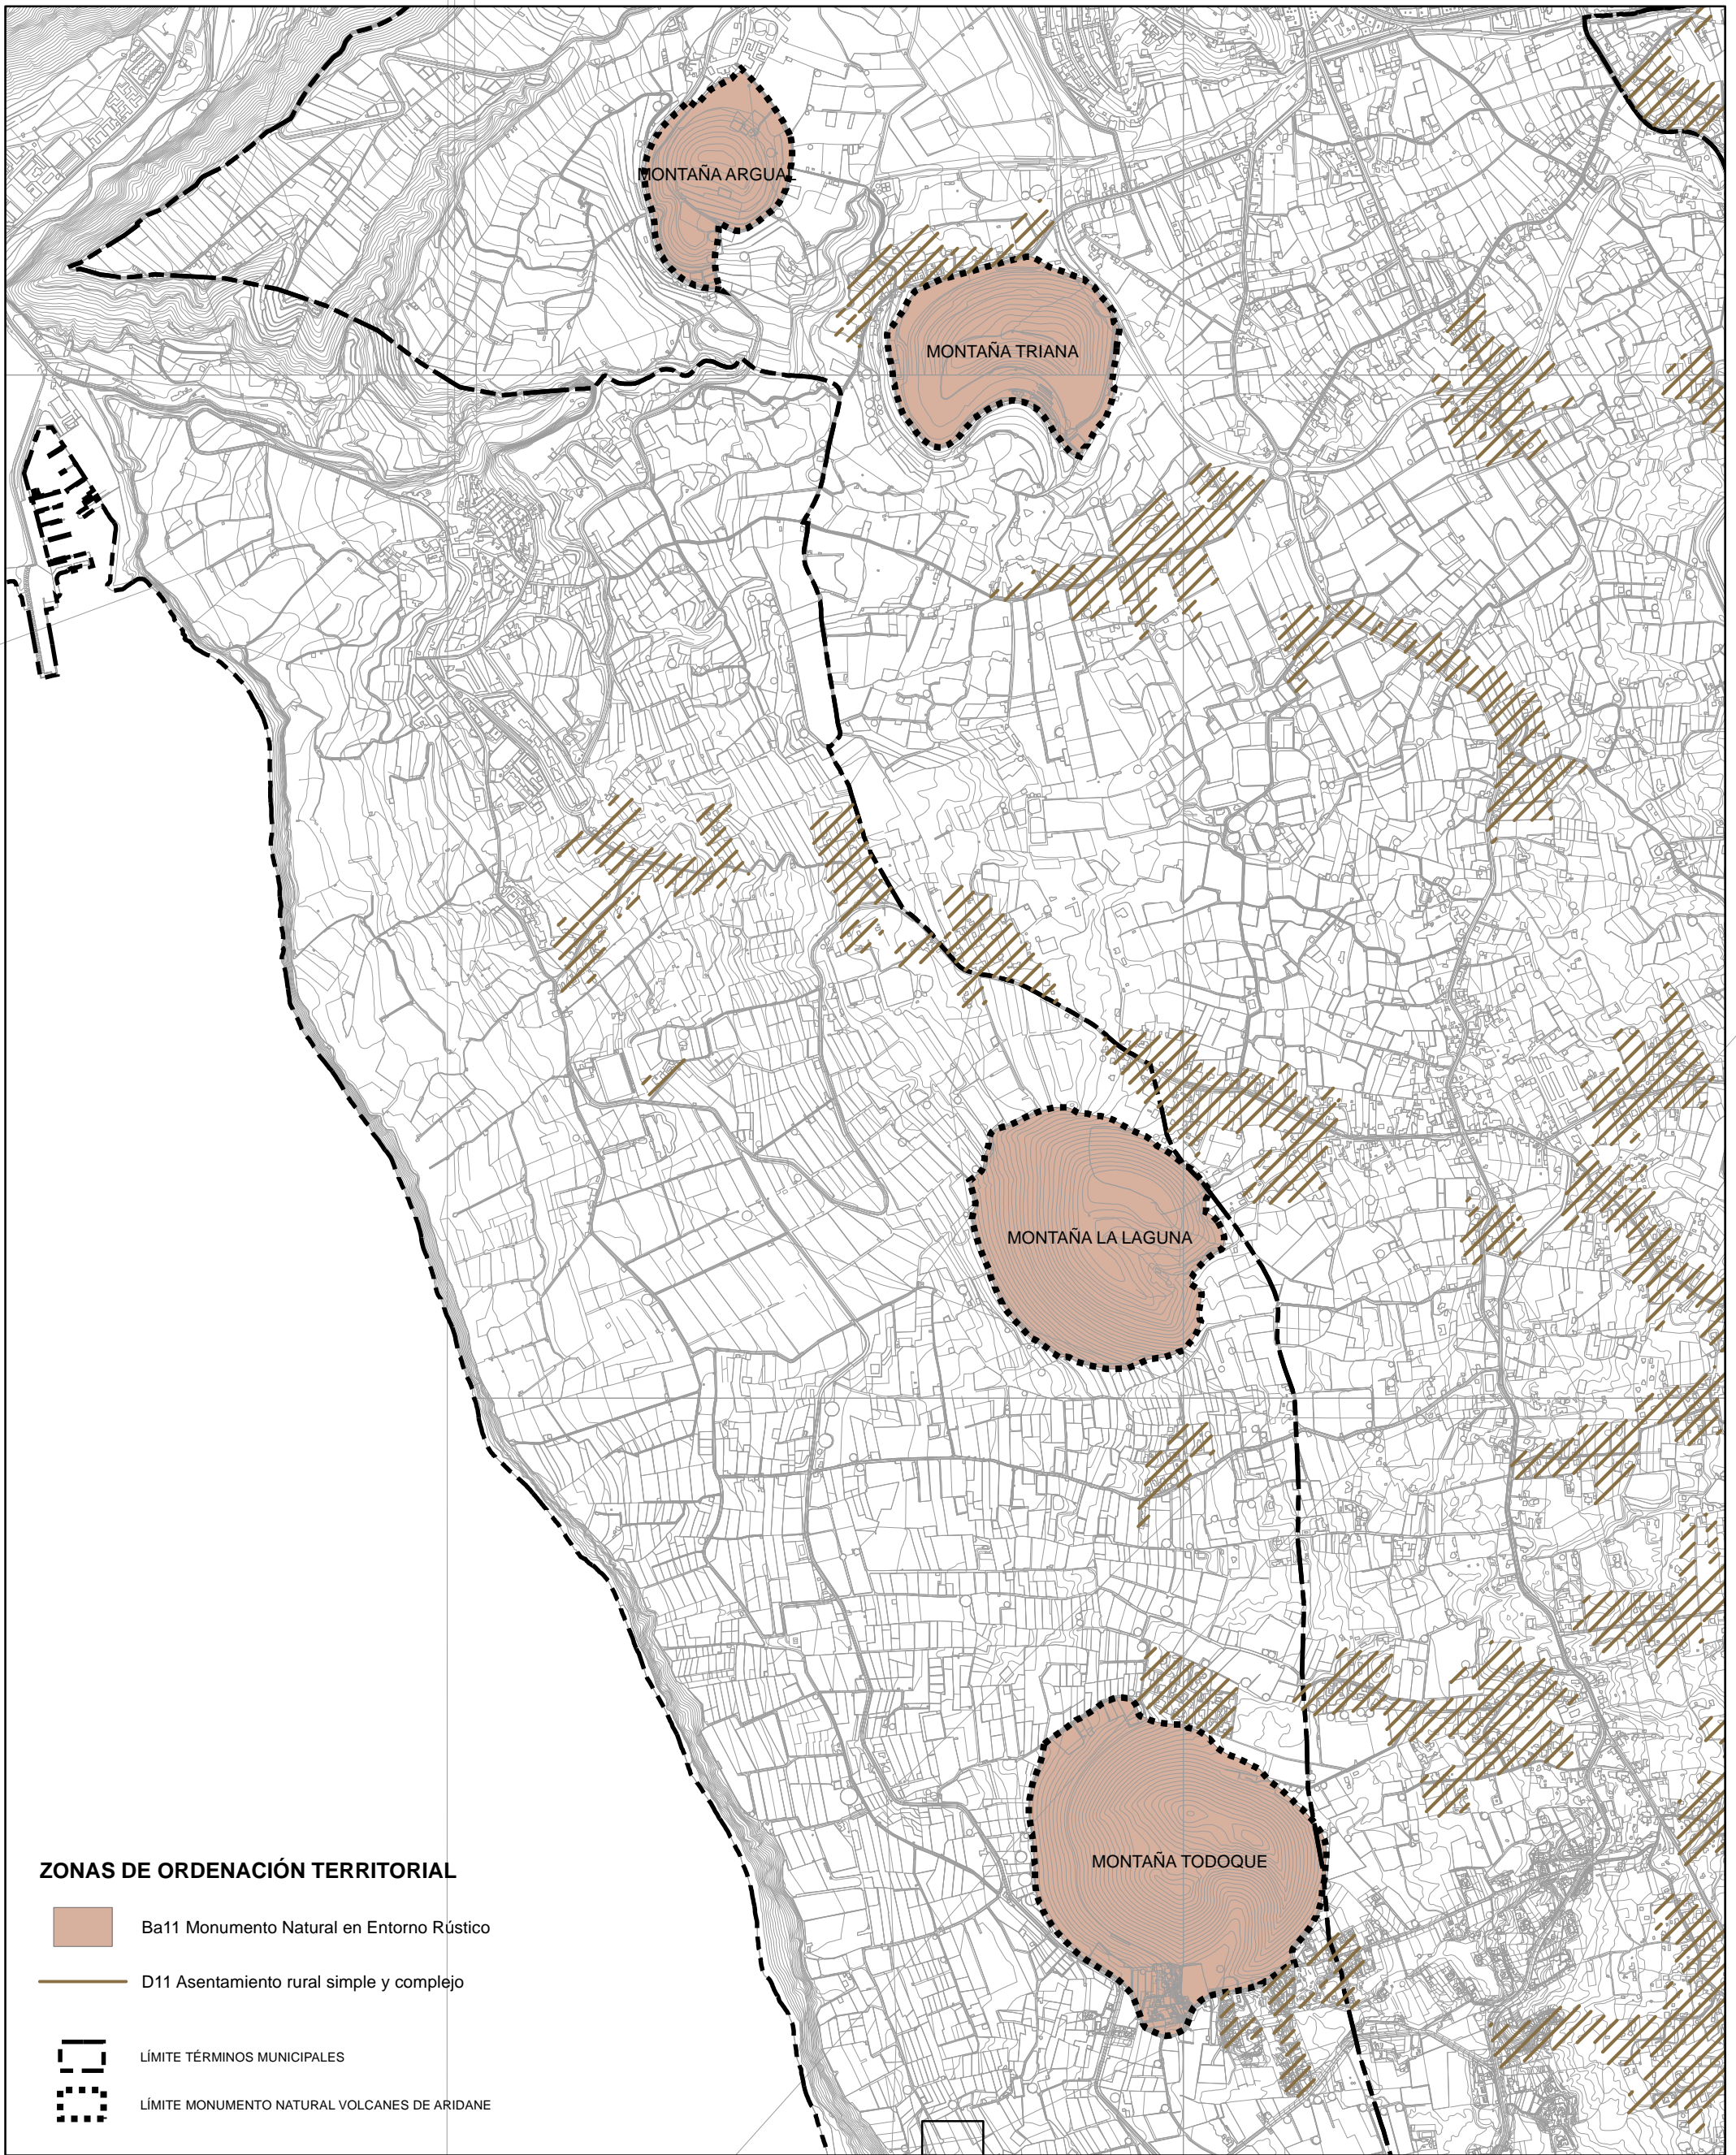 MONTAÑA ARGUAL
MONTAÑA TRIANA
MONTAÑA LA LAGUNA
MONTAÑA TODOQUE
ZONAS DE ORDENACIÓN TERRITORIAL
Ba11 Monumento Natural en Entorno Rústico
D11 Asentamiento rural simple y complejo
LÍMITE TÉRMINOS MUNICIPALES
LÍMITE MONUMENTO NATURAL VOLCANES DE ARIDANE